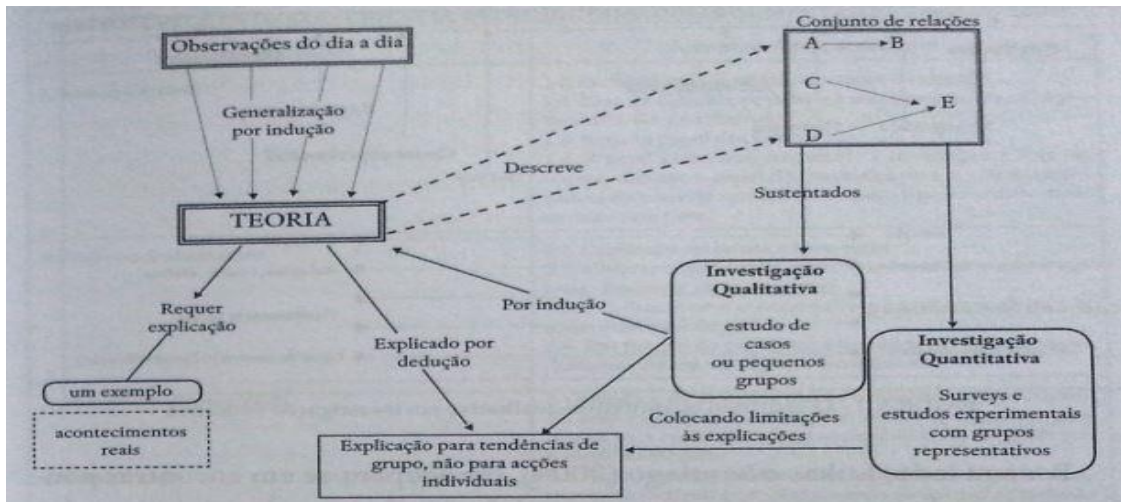 Observações do dia a dia
Generalização
por indução
TEORIA
Requer
explicação
um exemplo
acontecimentos
reais
Explicado por
dedução
Por indução
Descreve
Conjunto de relações
A B
C
E
D
Sustentados
Investigação
Qualitativa
estudo de
casos
ou pequenos
grupos
Investigação
Quantitativa
Surveys e
estudos experimentais
com grupos
representativos
Colocando limitações
às explicações
Explicação para tendências de
grupo, não para acções
individuais